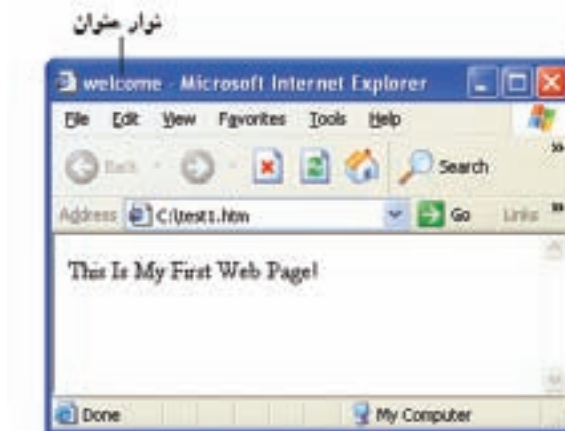 نوار عنوان
welcome - Microsoft Internet Explorer
File Edit View Favorites Tools Help
Back Search
Address C:\test1.htm Go Links
This Is My First Web Page!
Done My Computer